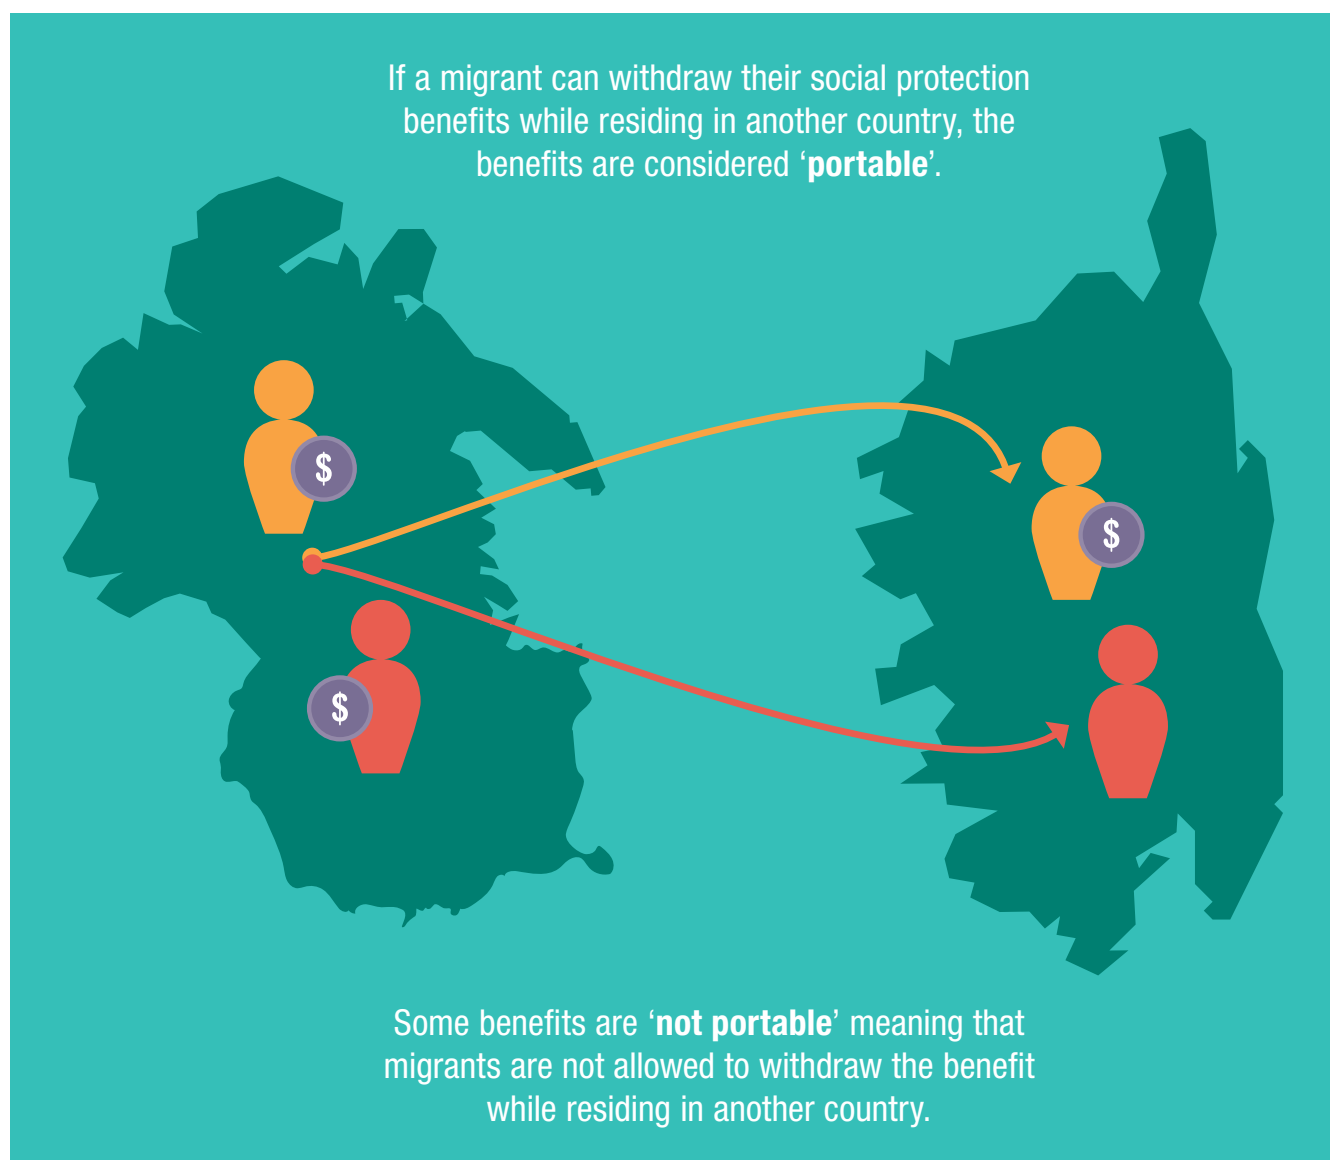 If a migrant can withdraw their social protection
benefits while residing in another country, the
benefits are considered ‘portable’.
$
$
$
Some benefits are ‘not portable’ meaning that
migrants are not allowed to withdraw the benefit
while residing in another country.